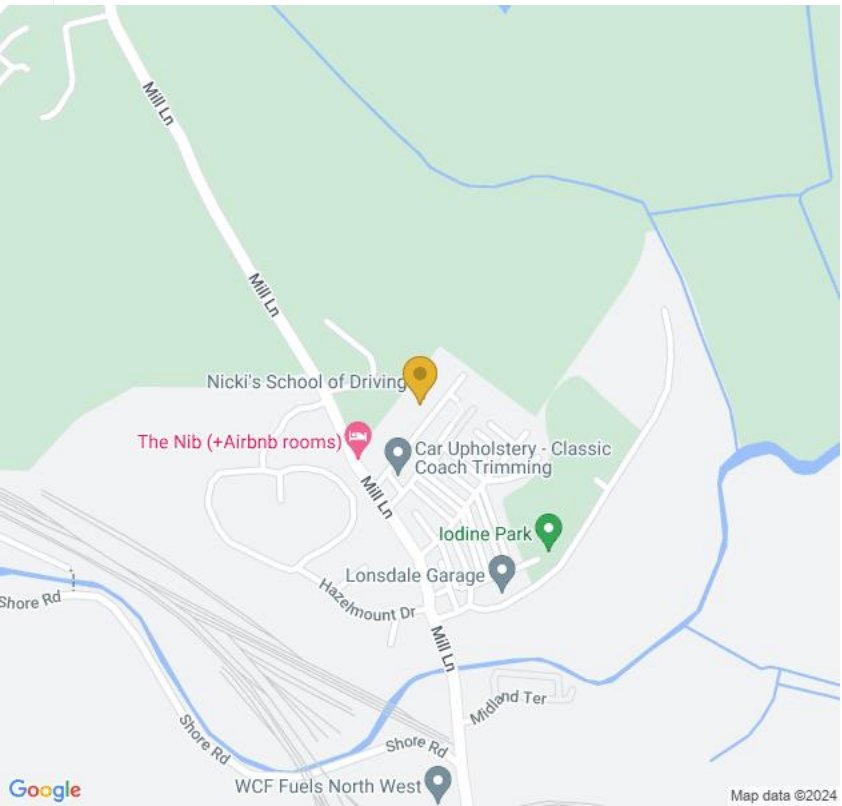 Mill Ln
Mill Ln
Nicki's School of Driving
The Nib (+Airbnb rooms)
Car Upholstery - Classic
Coach Trimming
Mill Ln
Iodine Park
Lonsdale Garage
Hazelmount Dr
Shore Rd
Mill Ln
Midland Ter
Shore Rd
Shore Rd
WCF Fuels North West
Google
Map data ©2024